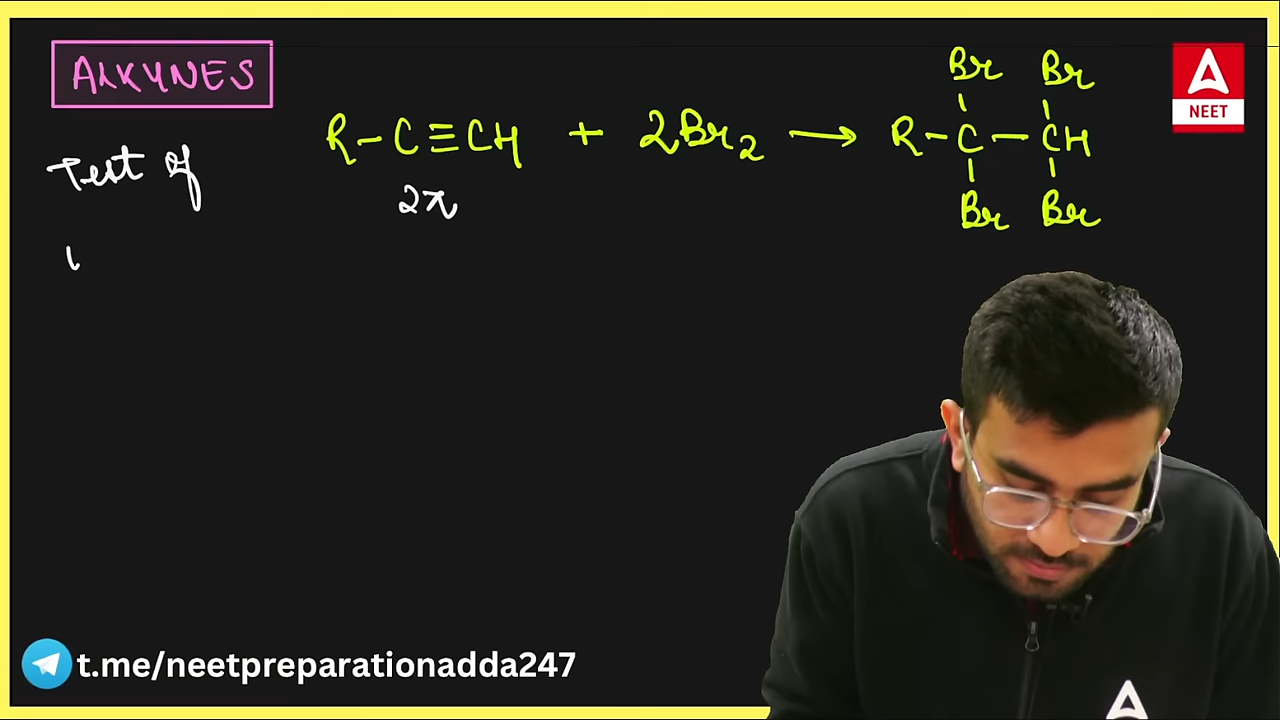 ALKYNES
Test of
R-C≡CH + 2Br2 → R-C-CH
Br Br
Br Br
2π
NEET
t.me/neetpreparationadda247